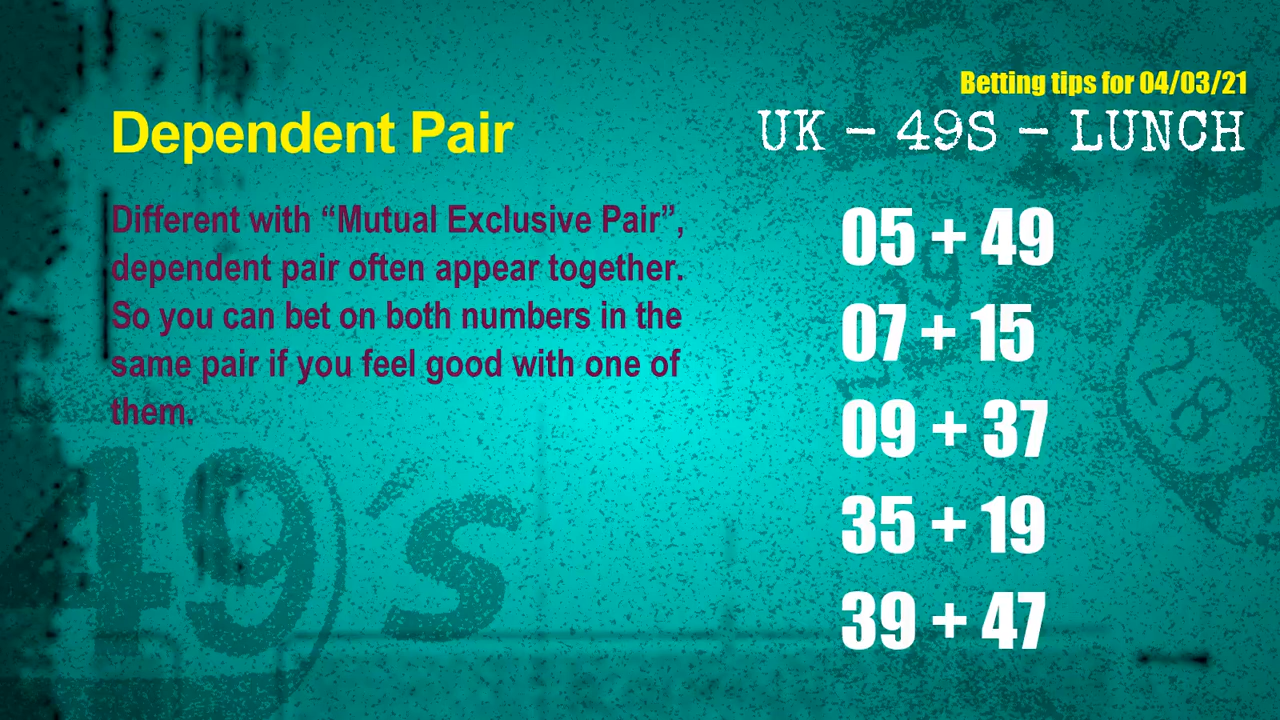 Betting tips for 04/03/21
UK - 49S - LUNCH
Dependent Pair
Different with “Mutual Exclusive Pair”,
dependent pair often appear together.
So you can bet on both numbers in the
same pair if you feel good with one of
them.
05 + 49
07 + 15
09 + 37
35 + 19
39 + 47
49's
39
28